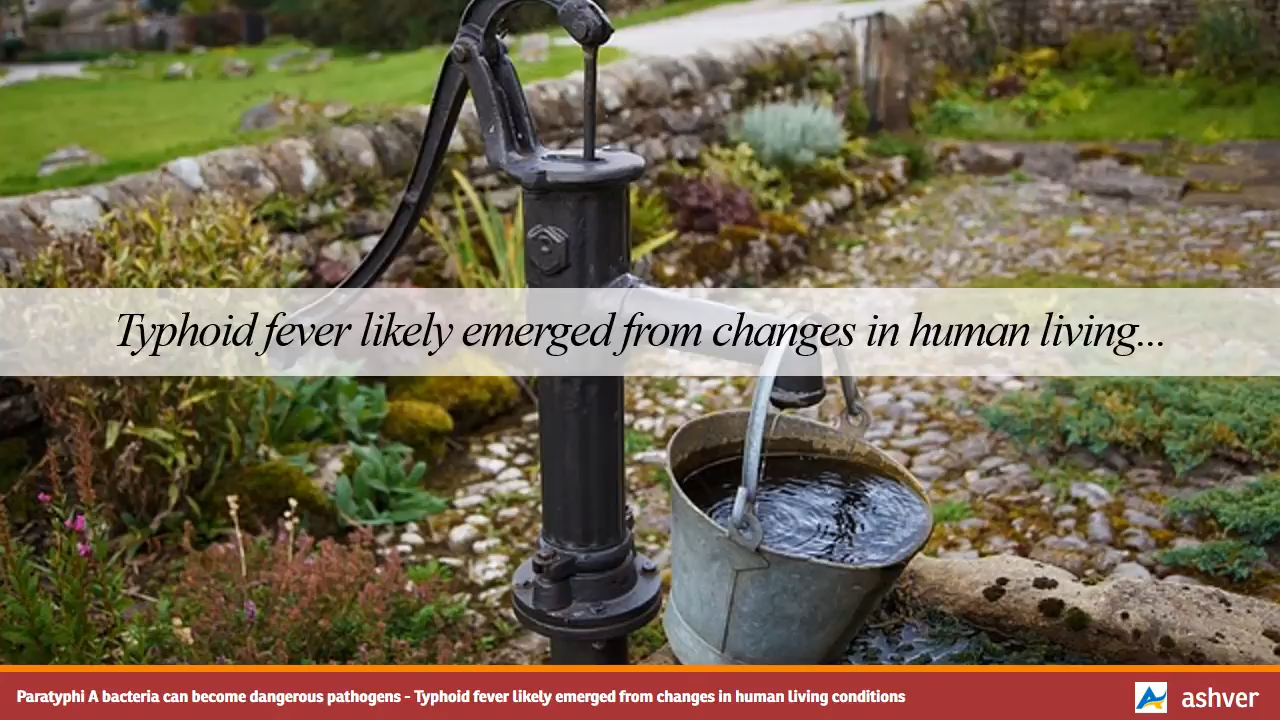 Typhoid fever likely emerged from changes in human living...
Paratyphi A bacteria can become dangerous pathogens - Typhoid fever likely emerged from changes in human living conditions
ashver